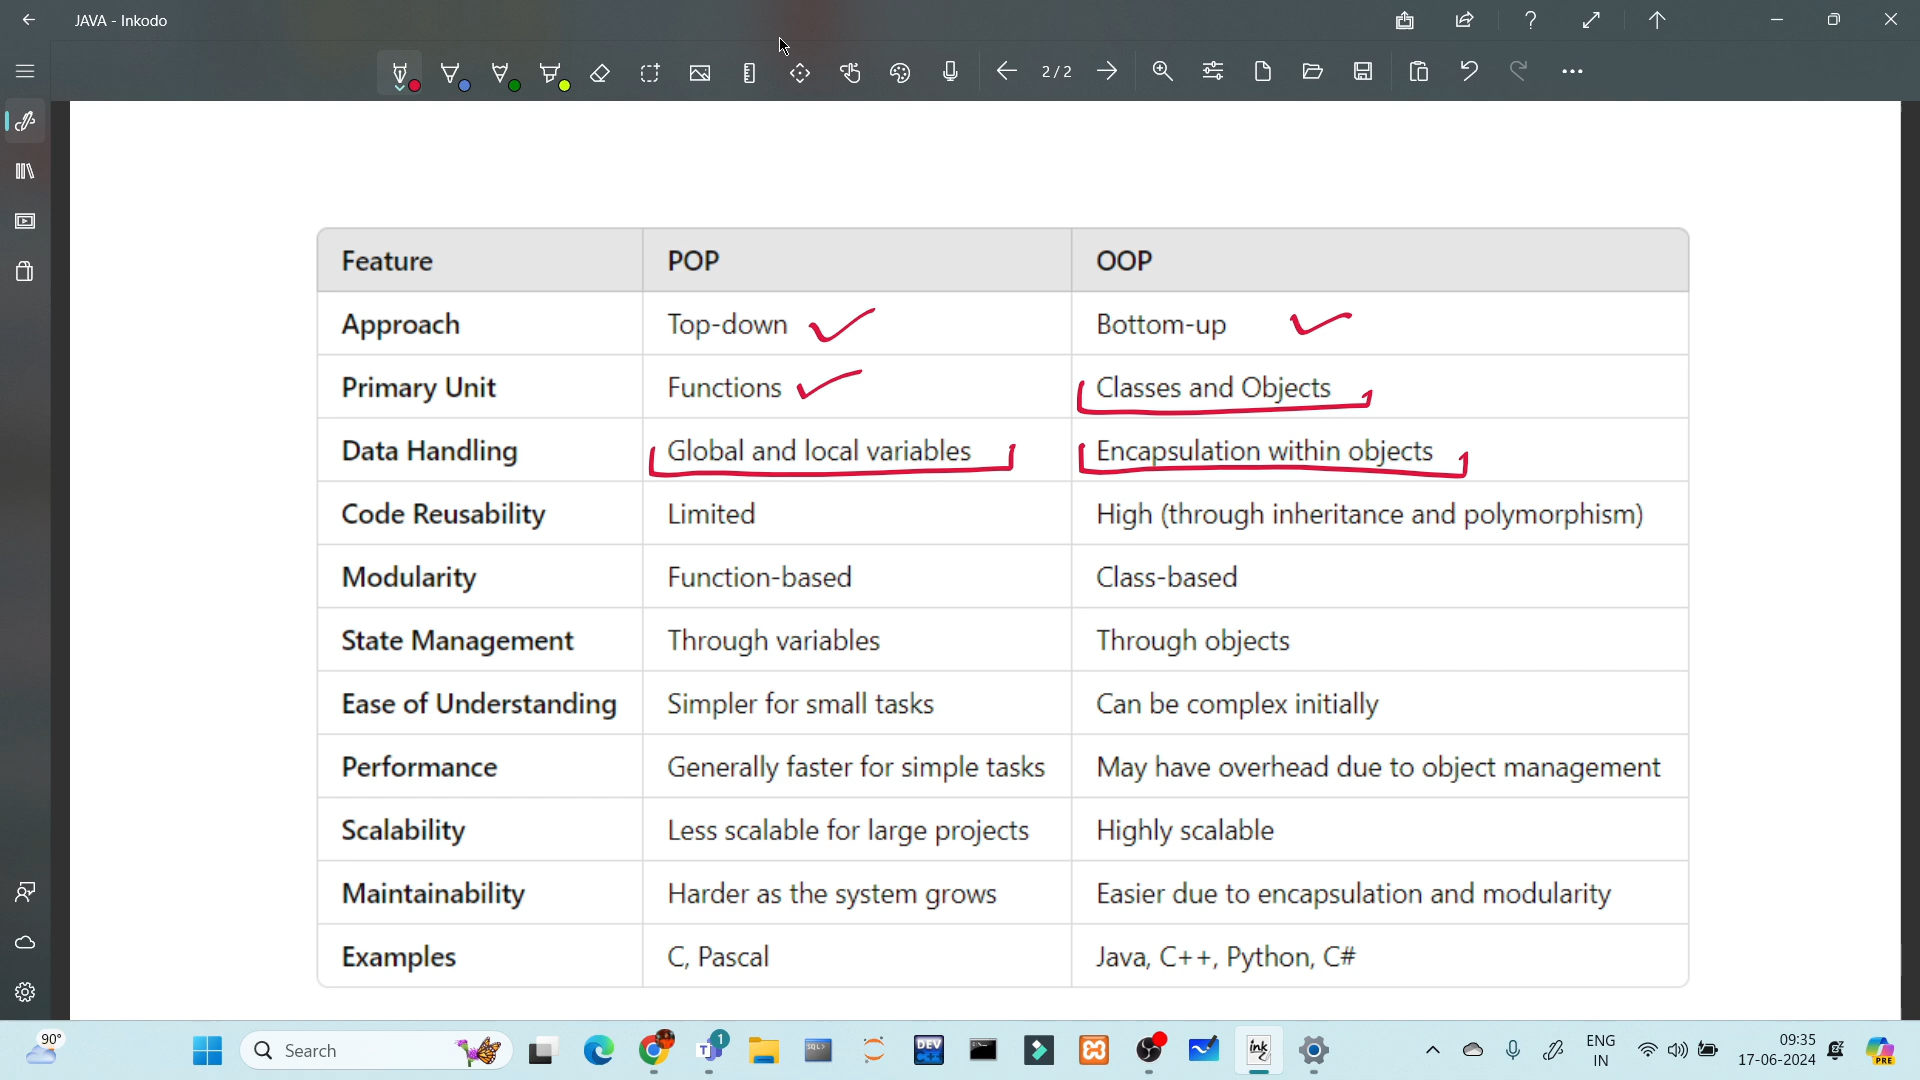 JAVA - Inkodo
2/2
Feature POP OOP
Approach Top-down Bottom-up
Primary Unit Functions Classes and Objects
Data Handling Global and local variables Encapsulation within objects
Code Reusability Limited High (through inheritance and polymorphism)
Modularity Function-based Class-based
State Management Through variables Through objects
Ease of Understanding Simpler for small tasks Can be complex initially
Performance Generally faster for simple tasks May have overhead due to object management
Scalability Less scalable for large projects Highly scalable
Maintainability Harder as the system grows Easier due to encapsulation and modularity
Examples C, Pascal Java, C++, Python, C#
90°
Search
1
SQL>
DEV
ink
ENG
IN
09:35
17-06-2024
PRE